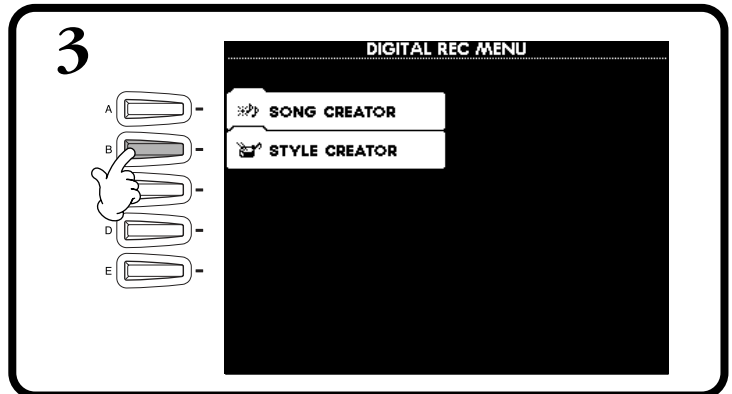 3
DIGITAL REC MENU
A
SONG CREATOR
B
STYLE CREATOR
D
E